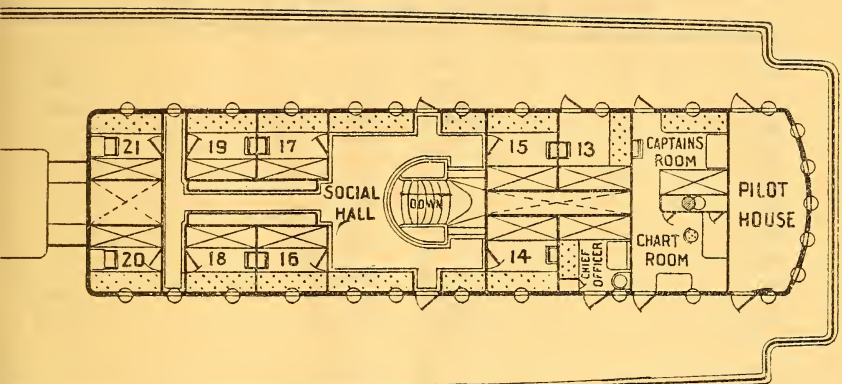 21
19
17
15
13
CAPTAINS
ROOM
SOCIAL
HALL
DOWN
PILOT
HOUSE
20
18
16
14
CHIEF
OFFICER
CHART
ROOM